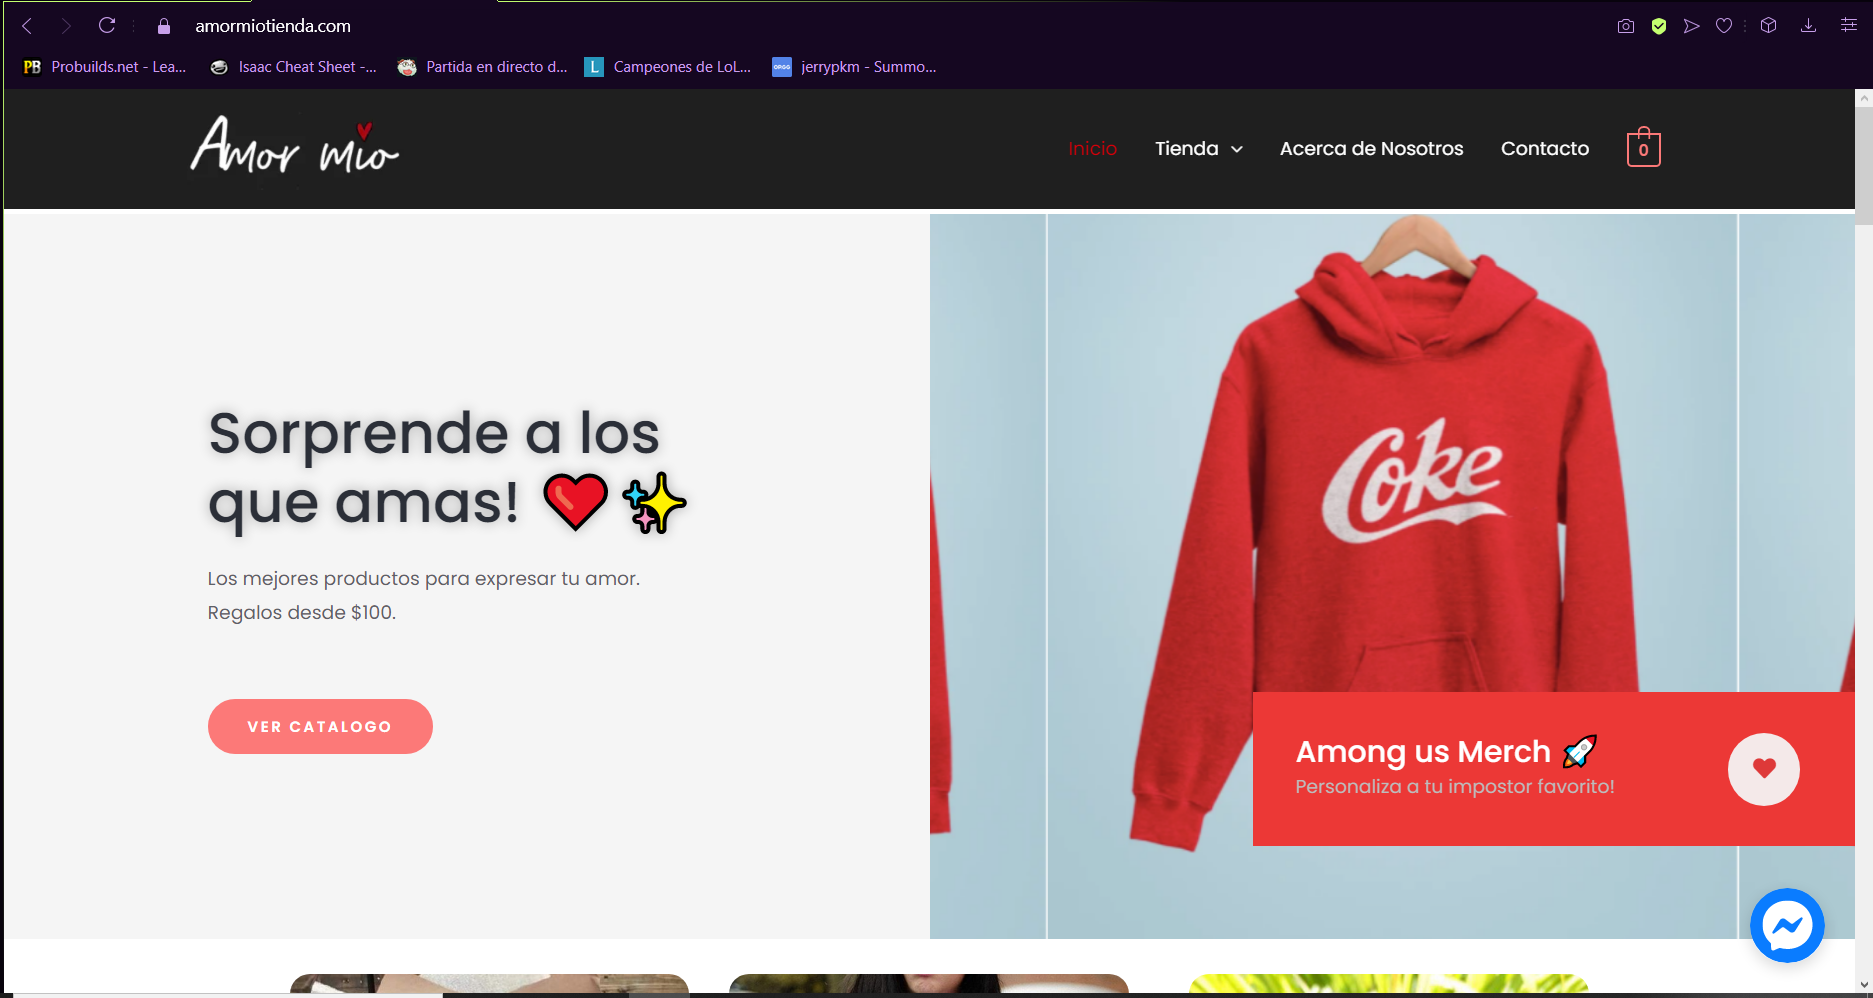 amormiotienda.com
Probuilds.net - Lea...
Isaac Cheat Sheet -...
Partida en directo d...
Campeones de LoL...
jerrypkm - Summo...
Amor mio
Inicio
Tienda
Acerca de Nosotros
Contacto
0
Sorprende a los
que amas! ❤️✨
Los mejores productos para expresar tu amor.
Regalos desde $100.
VER CATALOGO
Coke
Among us Merch 🚀
Personaliza a tu impostor favorito!